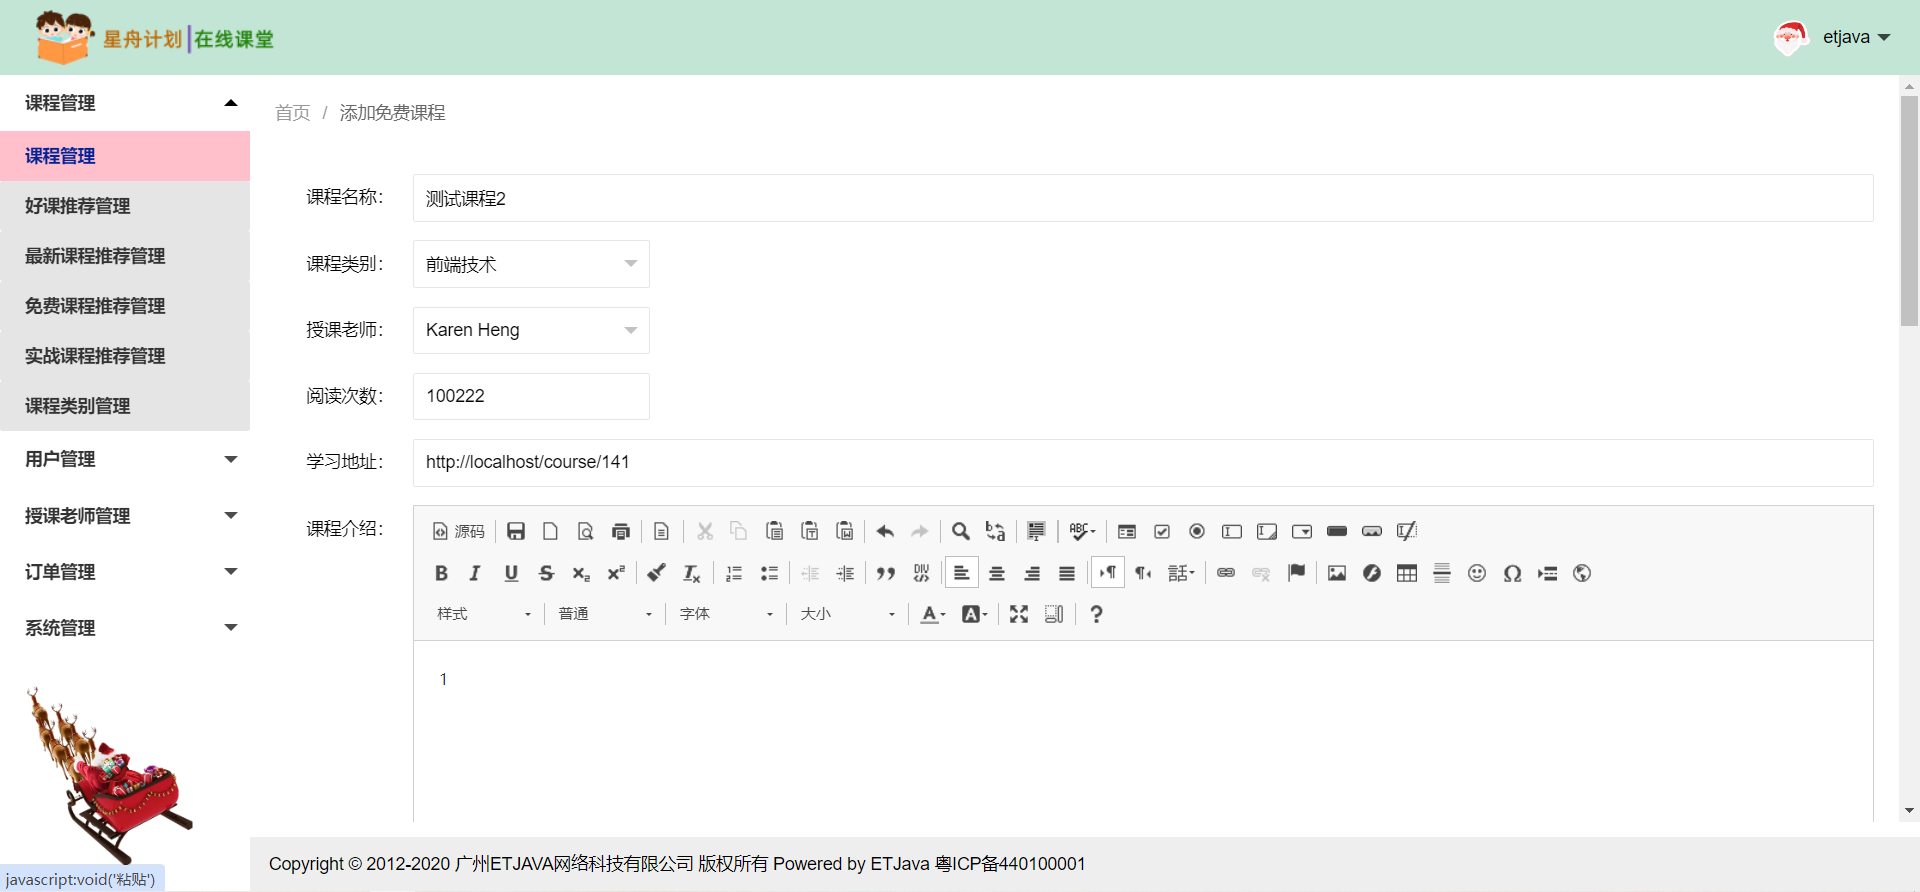 星舟计划|在线课堂
etjava
课程管理
课程管理
好课推荐管理
最新课程推荐管理
免费课程推荐管理
实战课程推荐管理
课程类别管理
用户管理
授课老师管理
订单管理
系统管理
首页 / 添加免费课程
课程名称： 测试课程2
课程类别： 前端技术
授课老师： Karen Heng
阅读次数： 100222
学习地址： http://localhost/course/141
课程介绍：
源码
样式 普通 字体 大小
1
Copyright © 2012-2020 广州ETJAVA网络科技有限公司 版权所有 Powered by ETJava 粤ICP备440100001
javascript:void('粘贴')